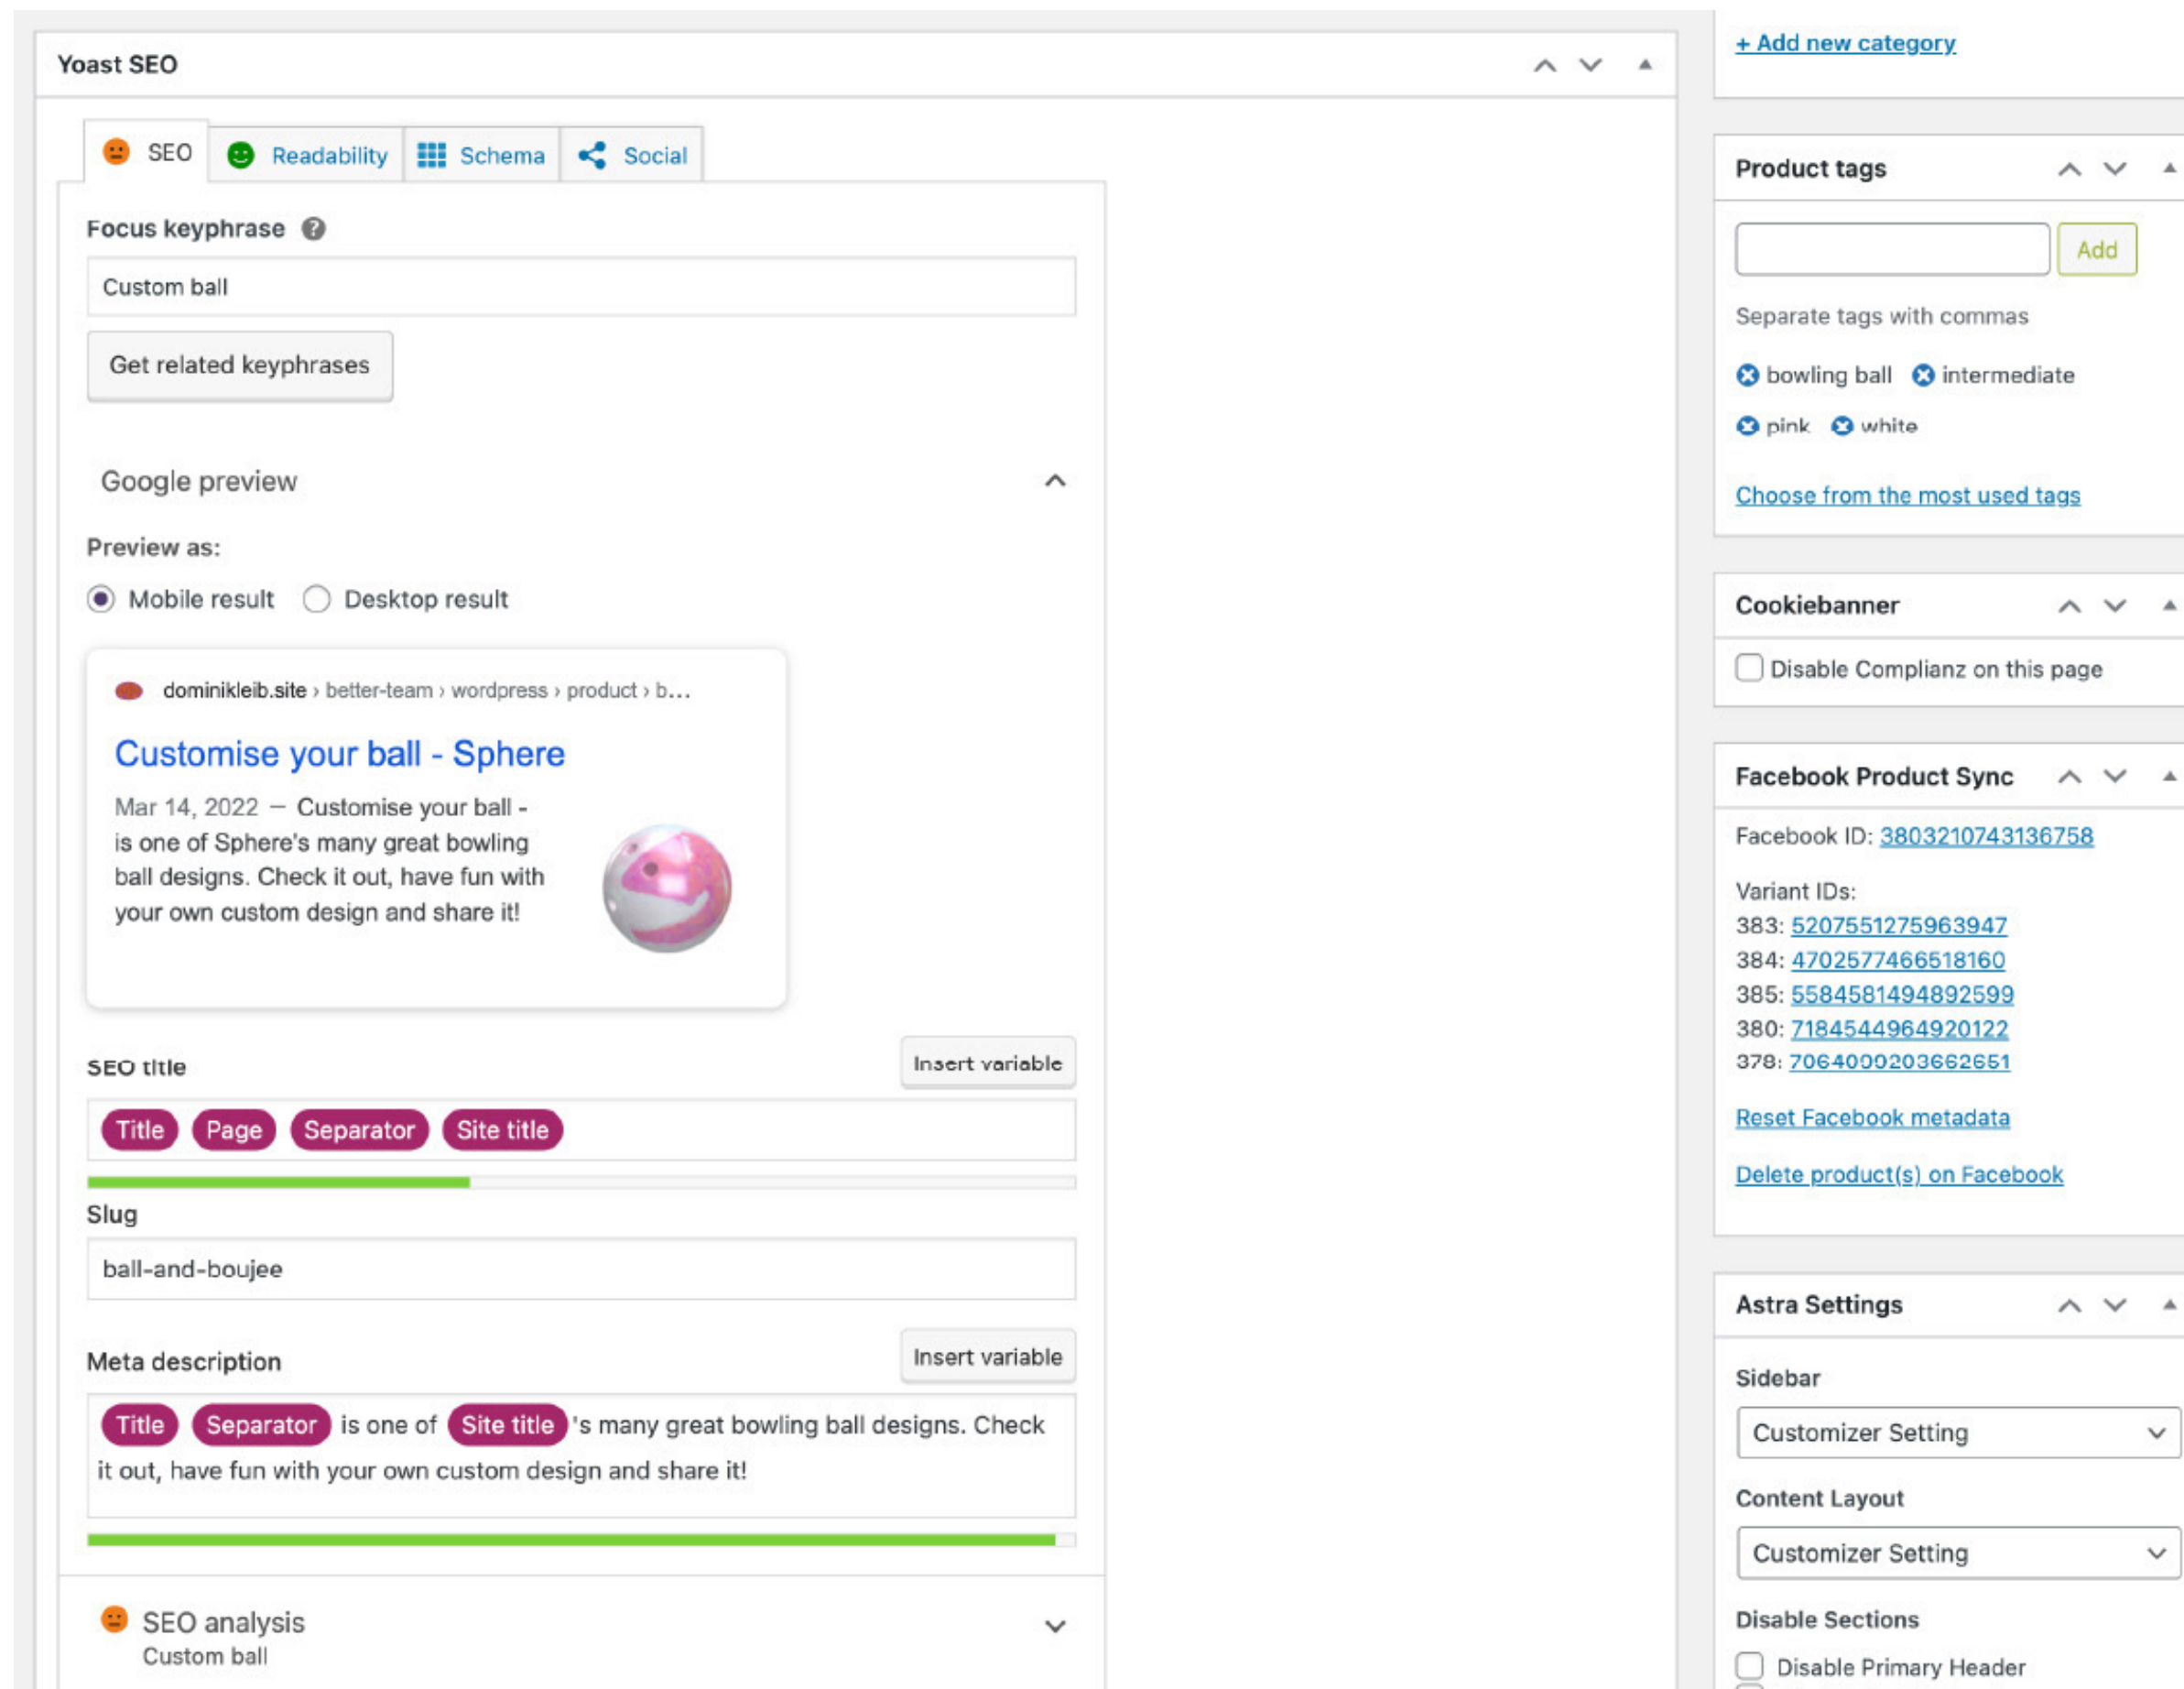 Yoast SEO
SEO
Readability
Schema
Social
Focus keyphrase
Custom ball
Get related keyphrases
Google preview
Preview as:
Mobile result
Desktop result
dominikleib.site › better-team › wordpress › product › b...
Customise your ball - Sphere
Mar 14, 2022 — Customise your ball -
is one of Sphere's many great bowling
ball designs. Check it out, have fun with
your own custom design and share it!
SEO title
Insert variable
Title Page Separator Site title
Slug
ball-and-boujee
Meta description
Insert variable
Title Separator is one of Site title 's many great bowling ball designs. Check
it out, have fun with your own custom design and share it!
SEO analysis
Custom ball
+ Add new category
Product tags
Add
Separate tags with commas
bowling ball intermediate
pink white
Choose from the most used tags
Cookiebanner
Disable Complianz on this page
Facebook Product Sync
Facebook ID: 3803210743136758
Variant IDs:
383: 5207551275963947
384: 4702577466518160
385: 5584581494892599
380: 7184544964920122
378: 7064000203662651
Reset Facebook metadata
Delete product(s) on Facebook
Astra Settings
Sidebar
Customizer Setting
Content Layout
Customizer Setting
Disable Sections
Disable Primary Header